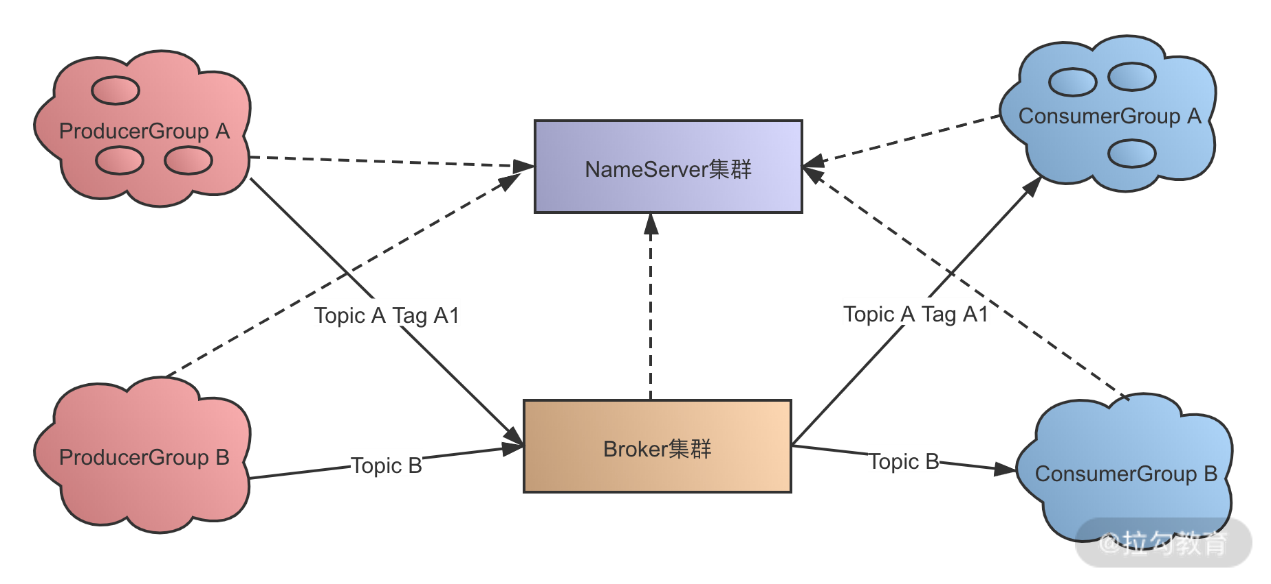 ProducerGroup A
ConsumerGroup A
NameServer集群
Topic A Tag A1
Topic A Tag A1
ProducerGroup B
Topic B
Broker集群
Topic B
ConsumerGroup B
@拉勾教育